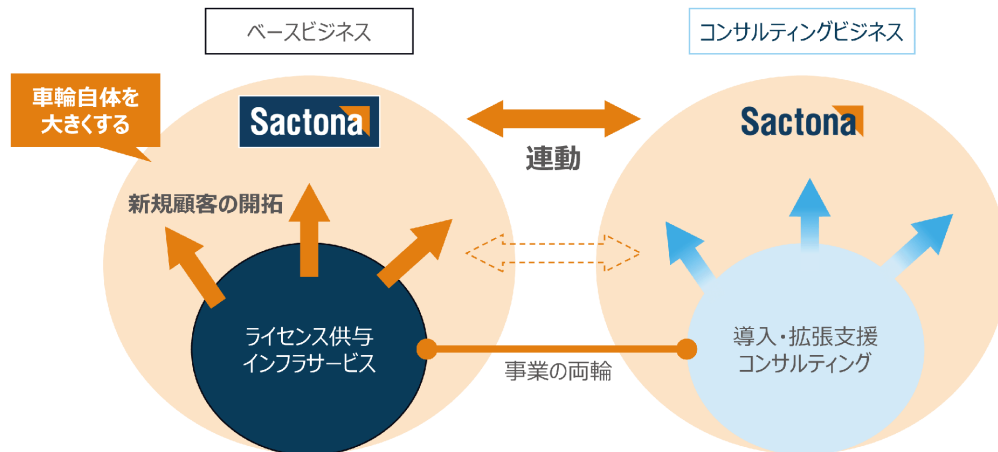 ベースビジネス
コンサルティングビジネス
車輪自体を
大きくする
Sactona
Sactona
連動
新規顧客の開拓
ライセンス供与
インフラサービス
導入・拡張支援
コンサルティング
事業の両輪